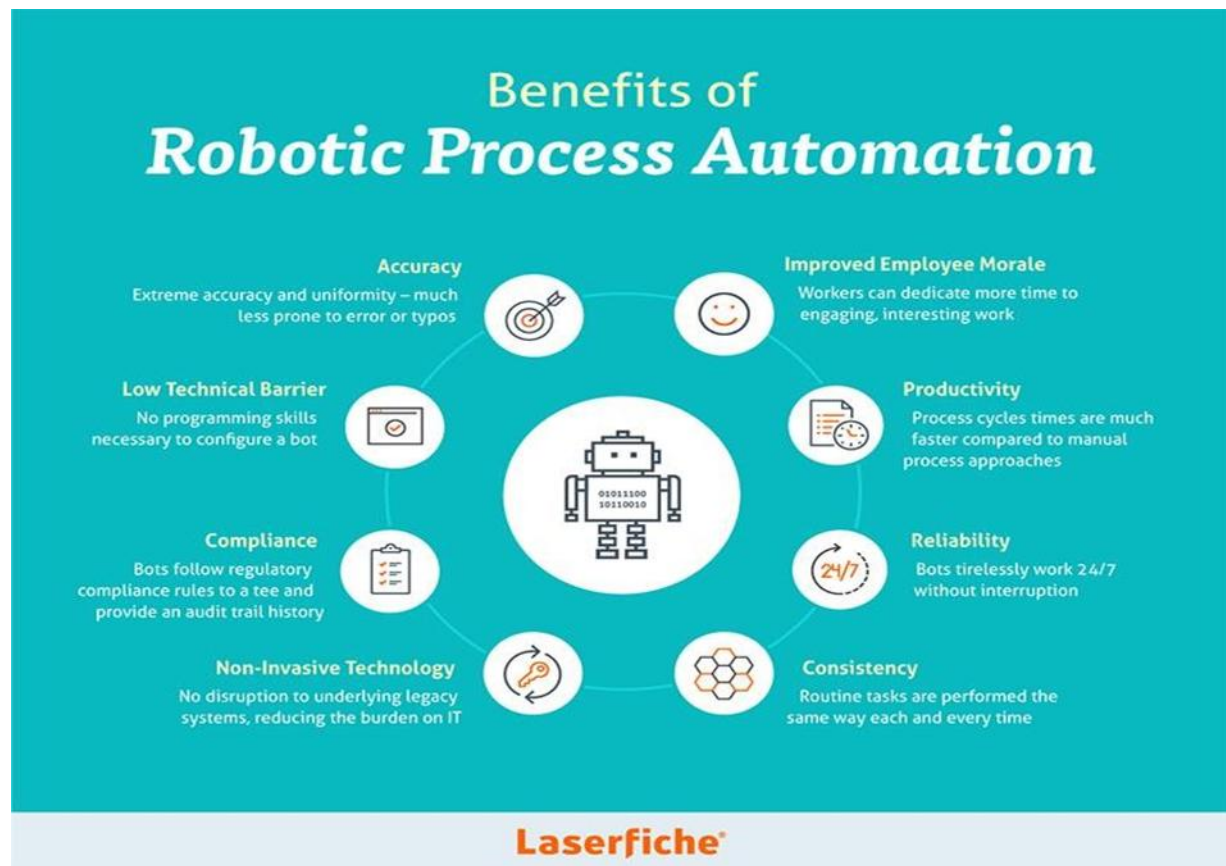 Benefits of
Robotic Process Automation
Accuracy
Extreme accuracy and uniformity – much
less prone to error or typos
Improved Employee Morale
Workers can dedicate more time to
engaging, interesting work
Low Technical Barrier
No programming skills
necessary to configure a bot
Productivity
Process cycles times are much
faster compared to manual
process approaches
01011100
10110010
Compliance
Bots follow regulatory
compliance rules to a tee and
provide an audit trail history
24/7
Reliability
Bots tirelessly work 24/7
without interruption
Non-Invasive Technology
No disruption to underlying legacy
systems, reducing the burden on IT
Consistency
Routine tasks are performed the
same way each and every time
Laserfiche®